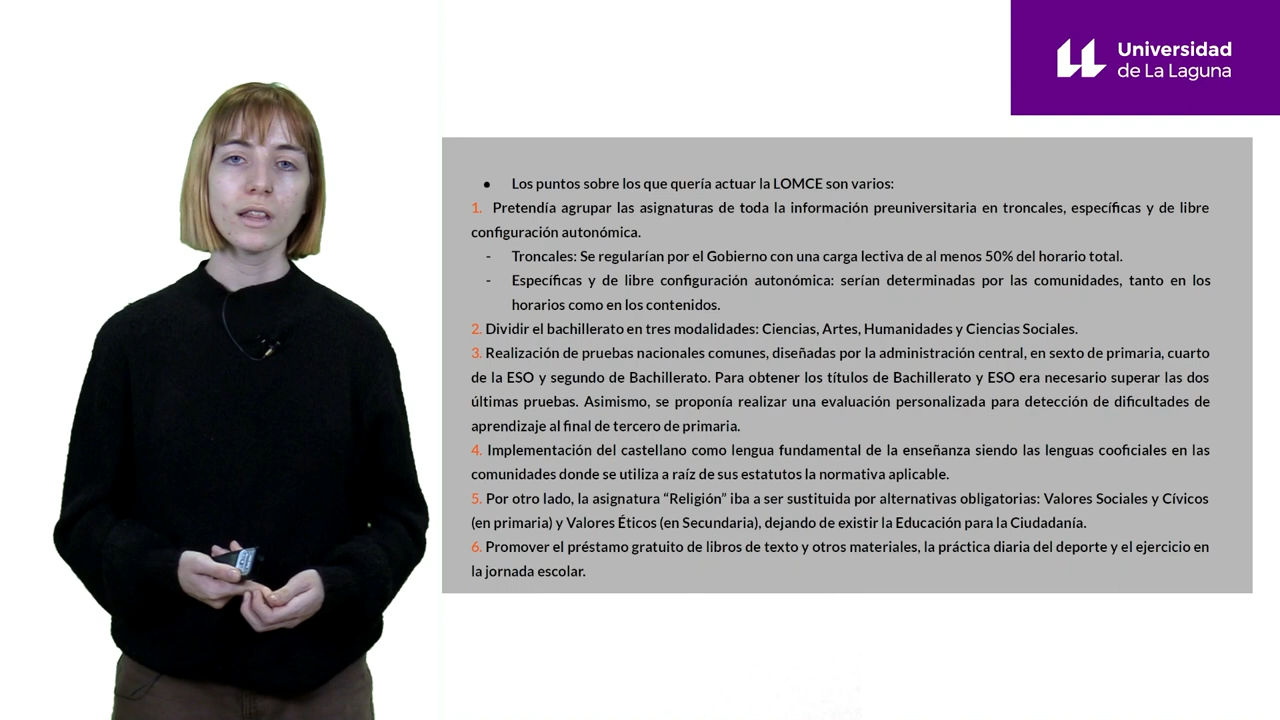 Universidad
de La Laguna
● Los puntos sobre los que quería actuar la LOMCE son varios:
1. Pretendía agrupar las asignaturas de toda la información preuniversitaria en troncales, específicas y de libre
configuración autonómica.
- Troncales: Se regularían por el Gobierno con una carga lectiva de al menos 50% del horario total.
- Específicas y de libre configuración autonómica: serían determinadas por las comunidades, tanto en los
horarios como en los contenidos.
2. Dividir el bachillerato en tres modalidades: Ciencias, Artes, Humanidades y Ciencias Sociales.
3. Realización de pruebas nacionales comunes, diseñadas por la administración central, en sexto de primaria, cuarto
de la ESO y segundo de Bachillerato. Para obtener los títulos de Bachillerato y ESO era necesario superar las dos
últimas pruebas. Asimismo, se proponía realizar una evaluación personalizada para detección de dificultades de
aprendizaje al final de tercero de primaria.
4. Implementación del castellano como lengua fundamental de la enseñanza siendo las lenguas cooficiales en las
comunidades donde se utiliza a raíz de sus estatutos la normativa aplicable.
5. Por otro lado, la asignatura “Religión” iba a ser sustituida por alternativas obligatorias: Valores Sociales y Cívicos
(en primaria) y Valores Éticos (en Secundaria), dejando de existir la Educación para la Ciudadanía.
6. Promover el préstamo gratuito de libros de texto y otros materiales, la práctica diaria del deporte y el ejercicio en
la jornada escolar.